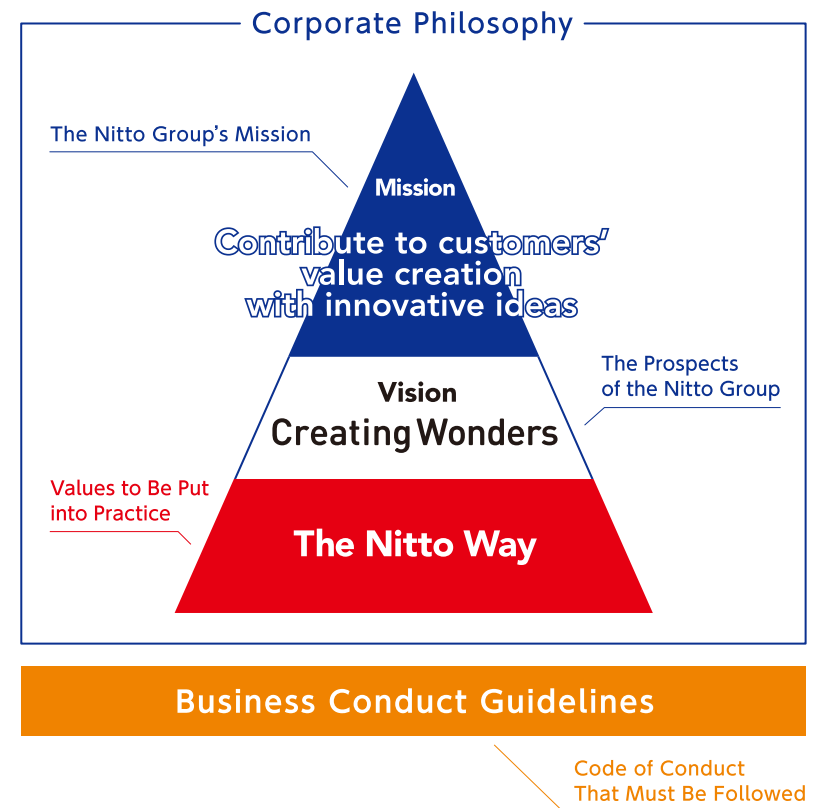 Corporate Philosophy
The Nitto Group’s Mission
Mission
Contribute to customers’
value creation
with innovative ideas
The Prospects
of the Nitto Group
Vision
Creating Wonders
Values to Be Put
into Practice
The Nitto Way
Business Conduct Guidelines
Code of Conduct
That Must Be Followed